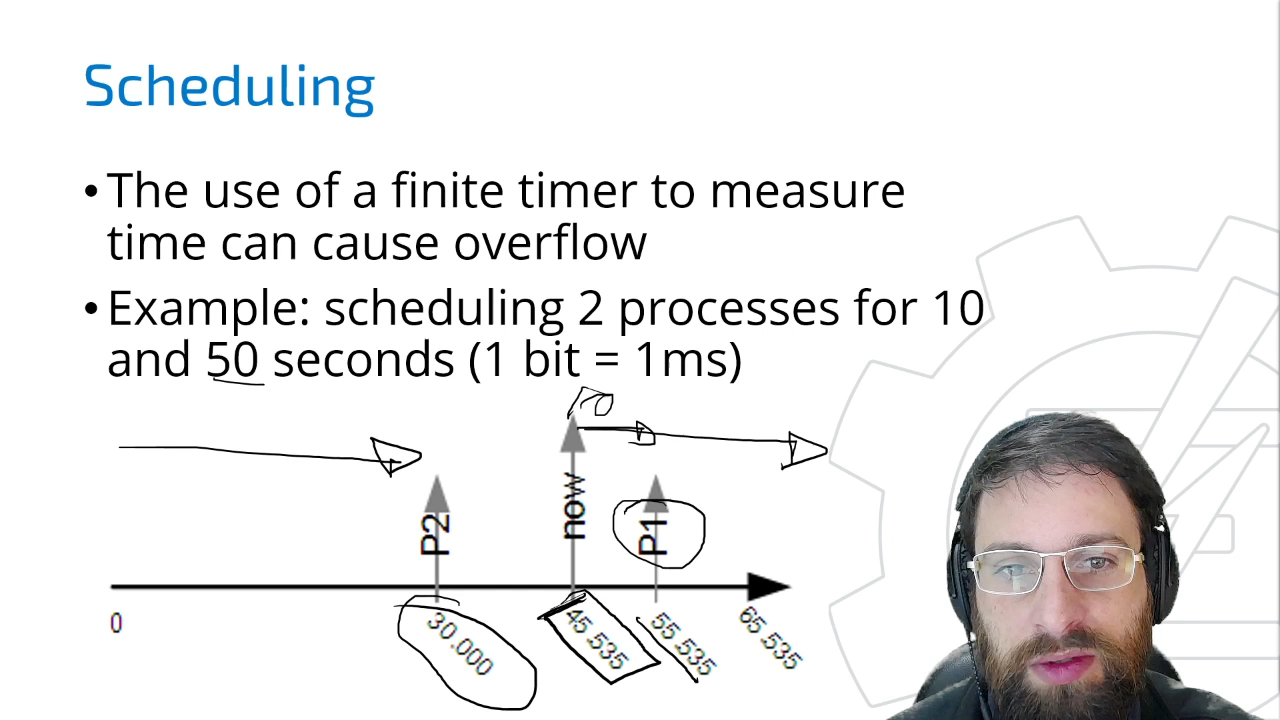 Scheduling
• The use of a finite timer to measure
time can cause overflow
• Example: scheduling 2 processes for 10
and 50 seconds (1 bit = 1ms)
P2
now
P1
0
30.000
45.535
55.535
65.535